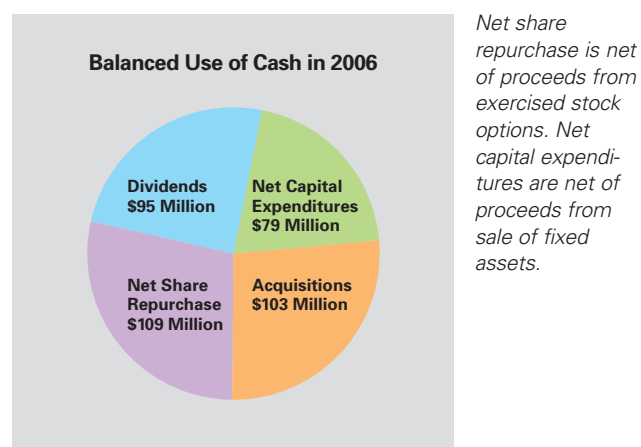 Balanced Use of Cash in 2006
Dividends
$95 Million
Net Capital
Expenditures
$79 Million
Net Share
Repurchase
$109 Million
Acquisitions
$103 Million
Net share
repurchase is net
of proceeds from
exercised stock
options. Net
capital expendi-
tures are net of
proceeds from
sale of fixed
assets.